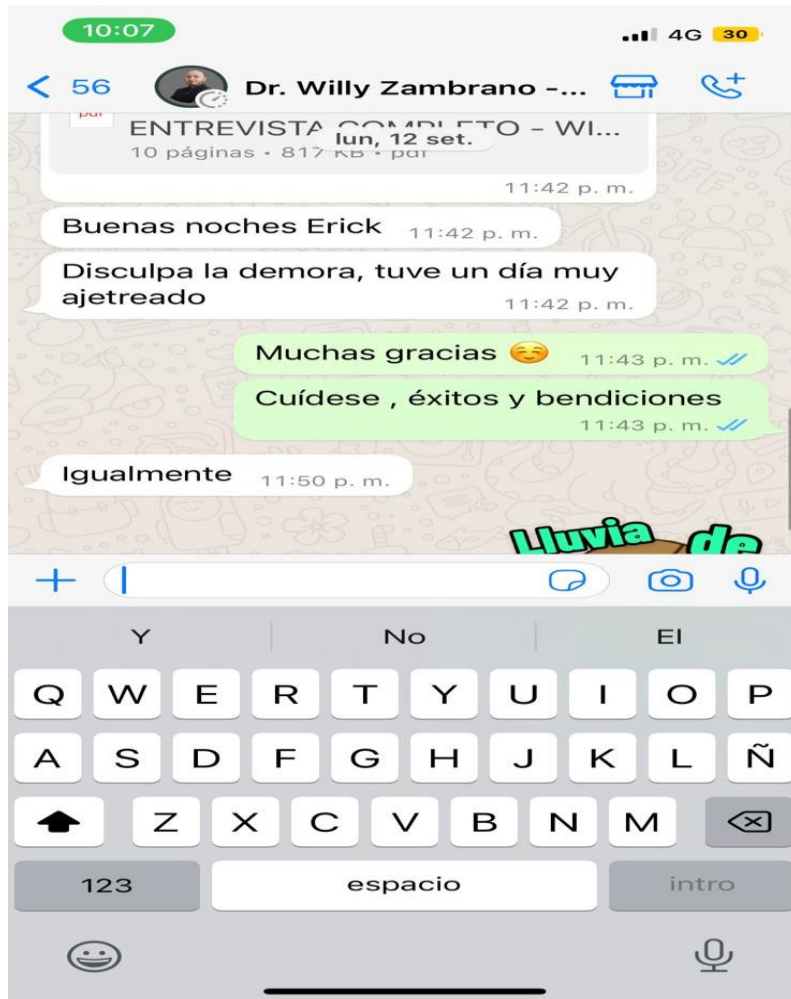 10:07
4G 30
56 Dr. Willy Zambrano -...
pdf
ENTREVISTA COMPLETO - WI...
lun, 12 set.
10 páginas • 817 KB • pdf
11:42 p. m.
Buenas noches Erick 11:42 p. m.
Disculpa la demora, tuve un día muy
ajetreado 11:42 p. m.
Muchas gracias ☺️ 11:43 p. m.
Cuídese , éxitos y bendiciones
11:43 p. m.
Igualmente 11:50 p. m.
Lluvia de
Y No El
Q W E R T Y U I O P
A S D F G H J K L Ñ
Z X C V B N M
123 espacio intro